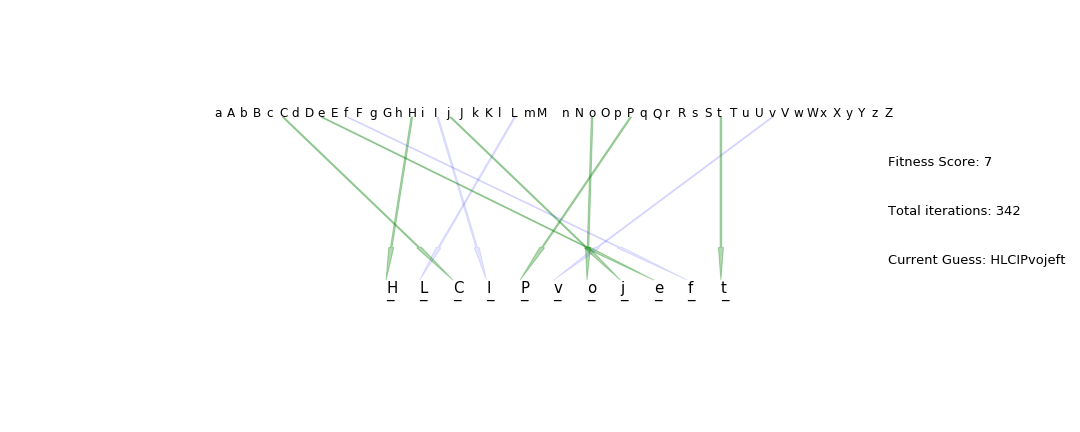 a A b B c C d D e E f F g G h H i I j J k K l L m M n N o O p P q Q r R s S t T u U v V w W x X y Y z Z
Fitness Score: 7
Total iterations: 342
Current Guess: HLCIPvojeft
H L C I P v o j e f t